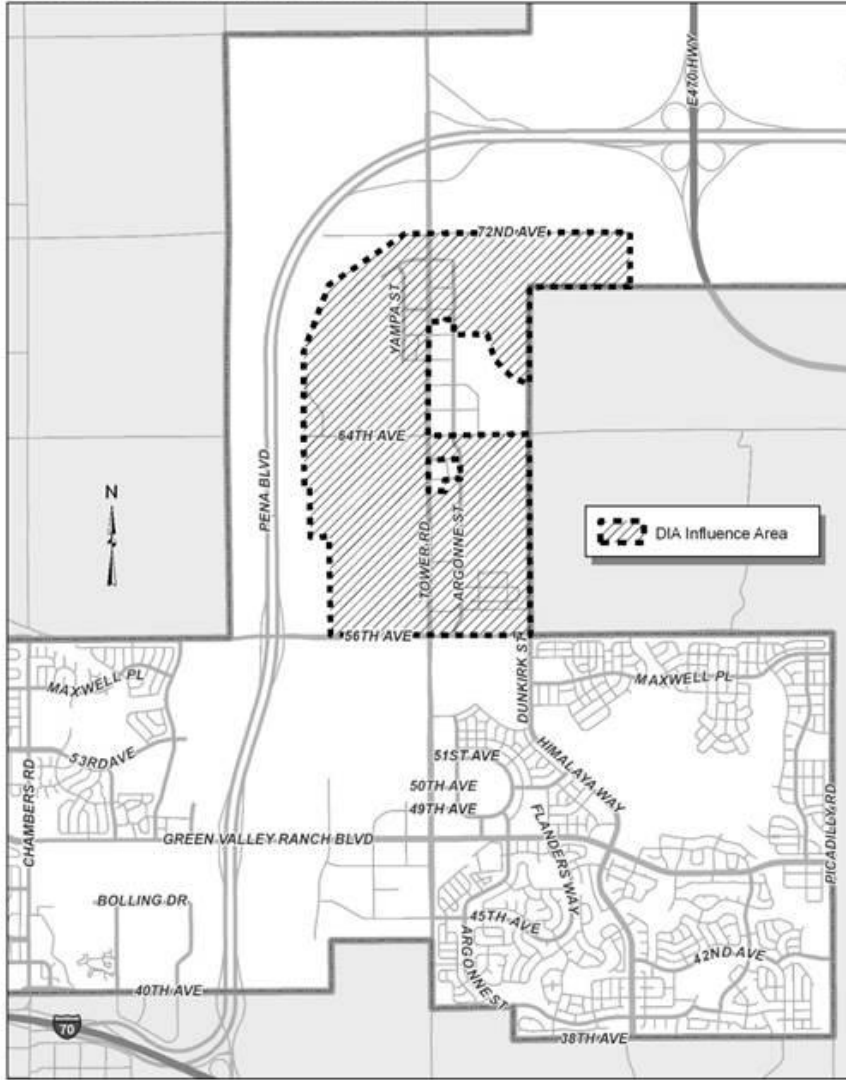 E470 HWY
72ND AVE
YAMPA ST
64TH AVE
PENA BLVD
N
TOWER RD
ARGONNE ST
DIA Influence Area
56TH AVE
DUNKIRK ST
MAXWELL PL
MAXWELL PL
53RD AVE
51ST AVE
HIMALAYA WAY
50TH AVE
49TH AVE
CHAMBERS RD
GREEN VALLEY RANCH BLVD
FLANDERS WAY
PICADILLY RD
BOLLING DR
45TH AVE
ARGONNE ST
42ND AVE
40TH AVE
70
38TH AVE